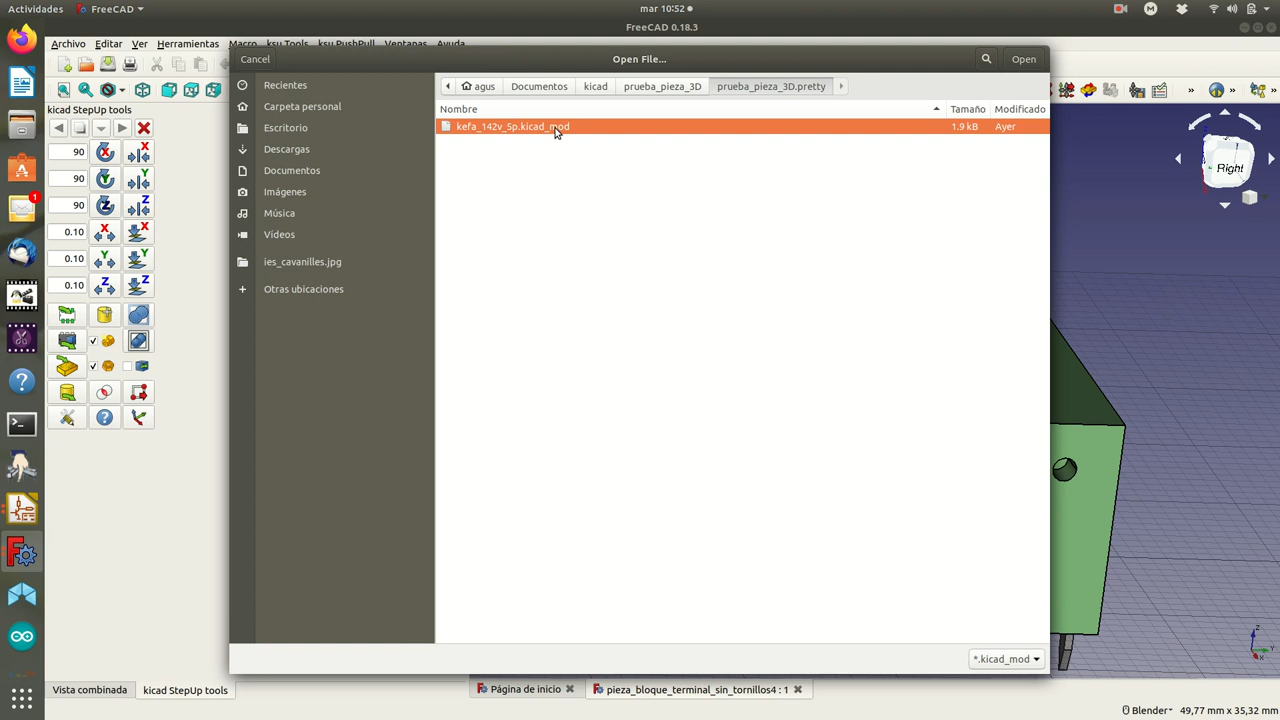 Actividades
FreeCAD
mar 10:52
FreeCAD 0.18.3
Archivo Editar Ver Herramientas Macro ksu Tools ksu PushPull Ventanas Ayuda
Cancel
Open File...
Open
kicad StepUp tools
Recientes
Carpeta personal
Escritorio
Descargas
Documentos
Imágenes
Música
Vídeos
ies_cavanilles.jpg
Otras ubicaciones
agus Documentos kicad prueba_pieza_3D prueba_pieza_3D.pretty
Nombre Tamaño Modificado
kefa_142v_5p.kicad_mod 1.9 kB Ayer
90
90
90
0.10
0.10
0.10
X
Y
Z
X
Y
Z
X
Y
Z
X
Y
Z
1
M
Right
*.kicad_mod
Vista combinada
kicad StepUp tools
Página de inicio
pieza_bloque_terminal_sin_tornillos4 : 1
Blender
49,77 mm x 35,32 mm